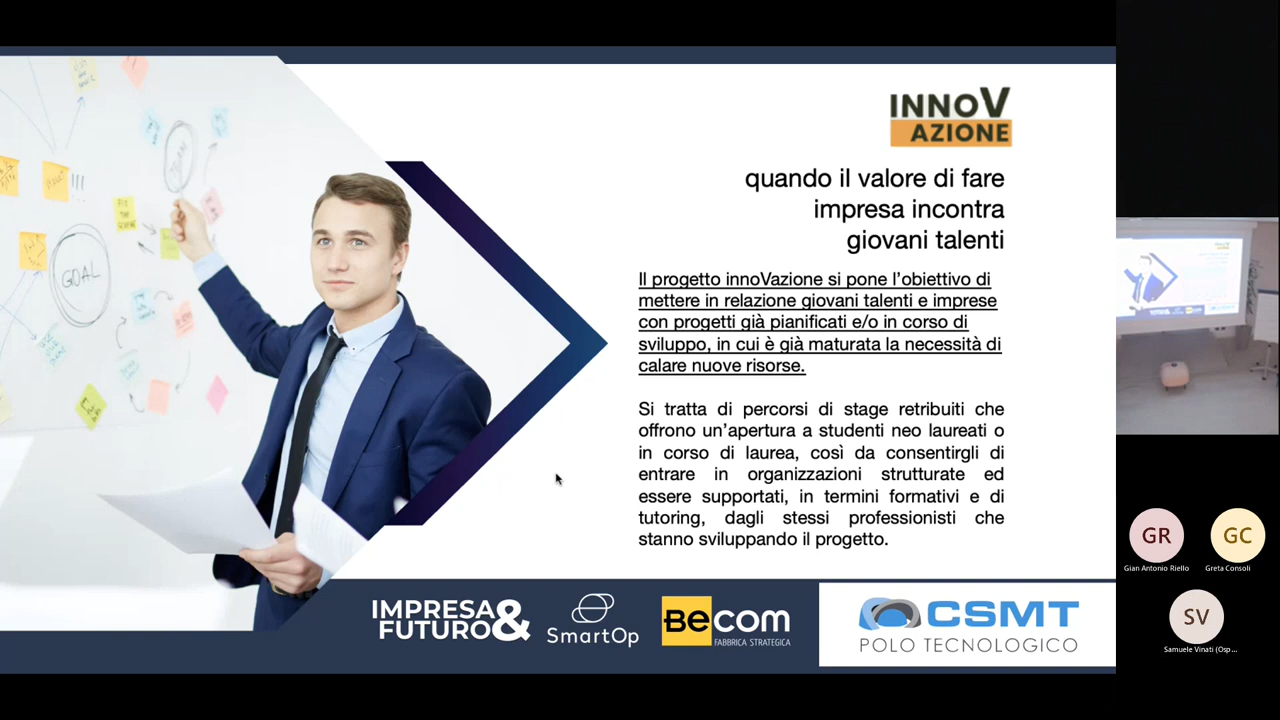 INNOV
AZIONE
quando il valore di fare
impresa incontra
giovani talenti
Il progetto innoVazione si pone l’obiettivo di
mettere in relazione giovani talenti e imprese
con progetti già pianificati e/o in corso di
sviluppo, in cui è già maturata la necessità di
calare nuove risorse.
Si tratta di percorsi di stage retribuiti che
offrono un’apertura a studenti neo laureati o
in corso di laurea, così da consentirgli di
entrare in organizzazioni strutturate ed
essere supportati, in termini formativi e di
tutoring, dagli stessi professionisti che
stanno sviluppando il progetto.
GOAL
IMPRESA&
FUTURO
SmartOp
Becom
FABBRICA STRATEGICA
CSMT
POLO TECNOLOGICO
GR
Gian Antonio Riello
GC
Greta Consoli
SV
Samuele Vinati (Osp...